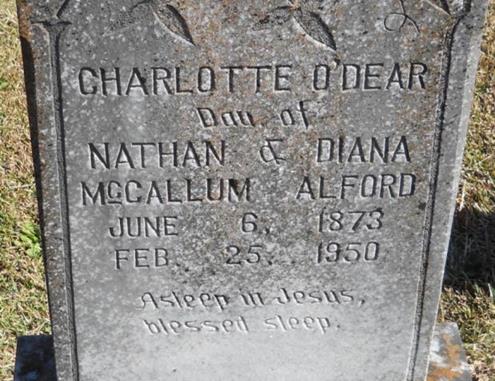 CHARLOTTE O'DEAR
Dau. of
NATHAN & DIANA
McCALLUM ALFORD
JUNE 6, 1873
FEB. 25, 1950
Asleep in Jesus,
blessed sleep.